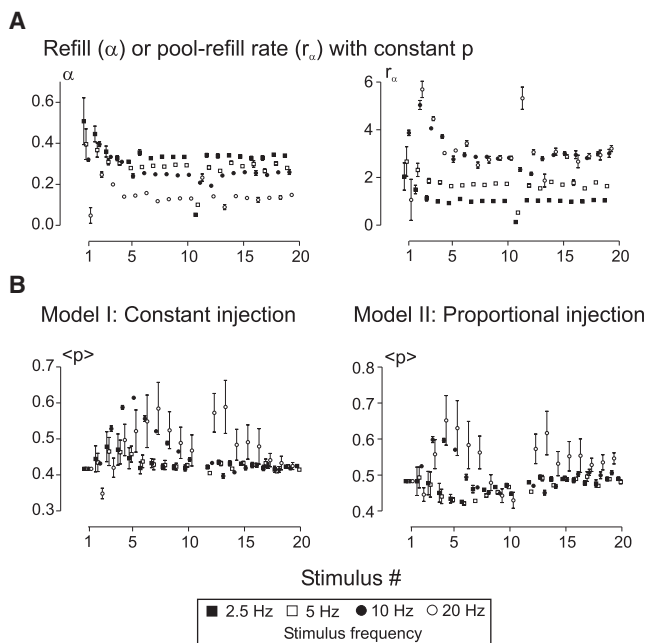 A
Refill (α) or pool-refill rate (rα) with constant p
α
rα
0.6
0.4
0.2
0.0
1 5 10 15 20
6
4
2
0
1 5 10 15 20
B
Model I: Constant injection
Model II: Proportional injection
<p>
<p>
0.7
0.6
0.5
0.4
0.3
1 5 10 15 20
0.8
0.7
0.6
0.5
0.4
1 5 10 15 20
Stimulus #
■ 2.5 Hz □ 5 Hz ● 10 Hz ○ 20 Hz
Stimulus frequency